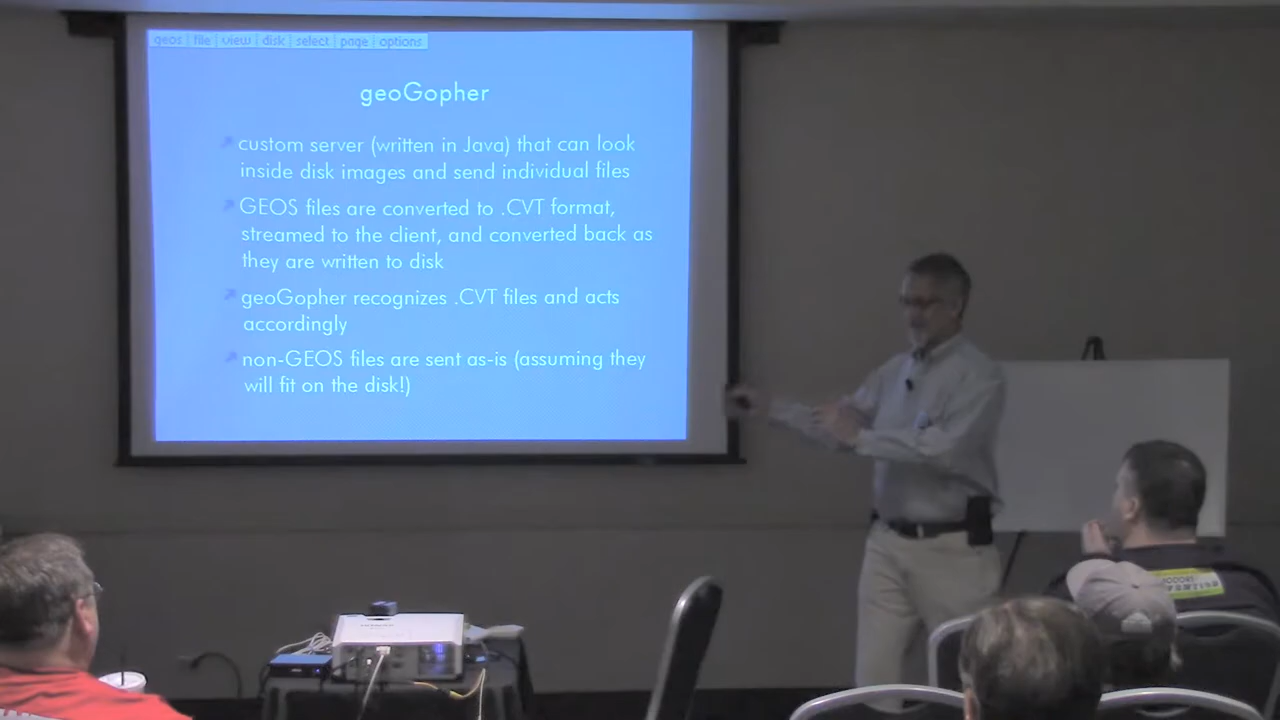 geos file view disk select page options
geoGopher
custom server (written in Java) that can look
inside disk images and send individual files
GEOS files are converted to .CVT format,
streamed to the client, and converted back as
they are written to disk
geoGopher recognizes .CVT files and acts
accordingly
non-GEOS files are sent as-is (assuming they
will fit on the disk!)